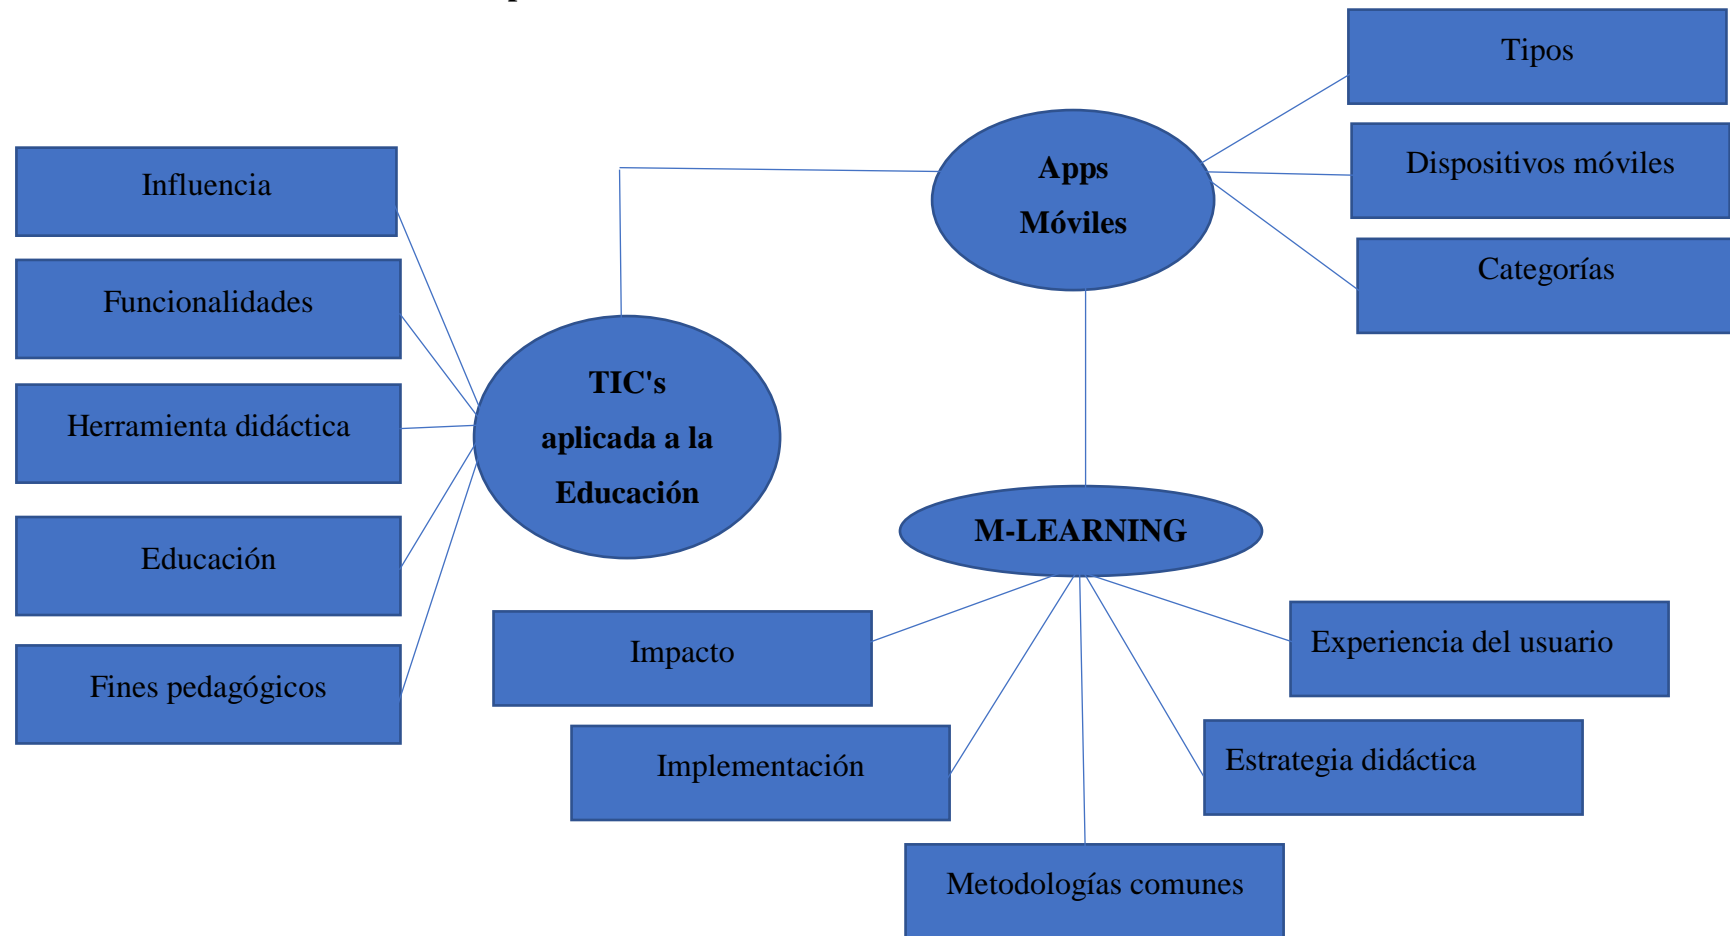 Tipos
Dispositivos móviles
Categorías
Apps
Móviles
Influencia
Funcionalidades
Herramienta didáctica
Educación
Fines pedagógicos
TIC's
aplicada a la
Educación
M-LEARNING
Impacto
Implementación
Metodologías comunes
Estrategia didáctica
Experiencia del usuario